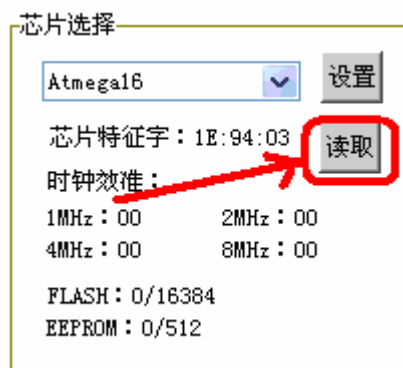 芯片选择
Atmega16
设置
芯片特征字：1E:94:03
读取
时钟效准：
1MHz：00 2MHz：00
4MHz：00 8MHz：00
FLASH：0/16384
EEPROM：0/512